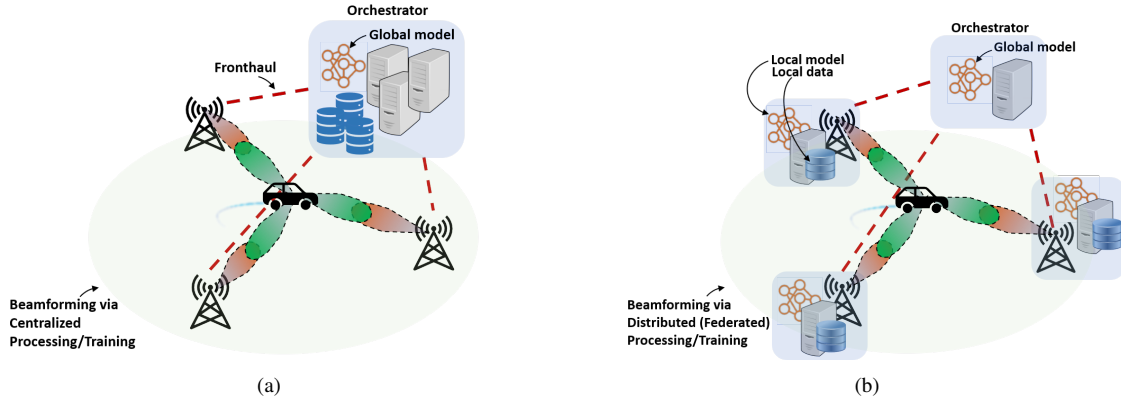 Orchestrator
Global model
Fronthaul
Beamforming via
Centralized
Processing/Training
(a)
Orchestrator
Global model
Local model
Local data
Beamforming via
Distributed (Federated)
Processing/Training
(b)